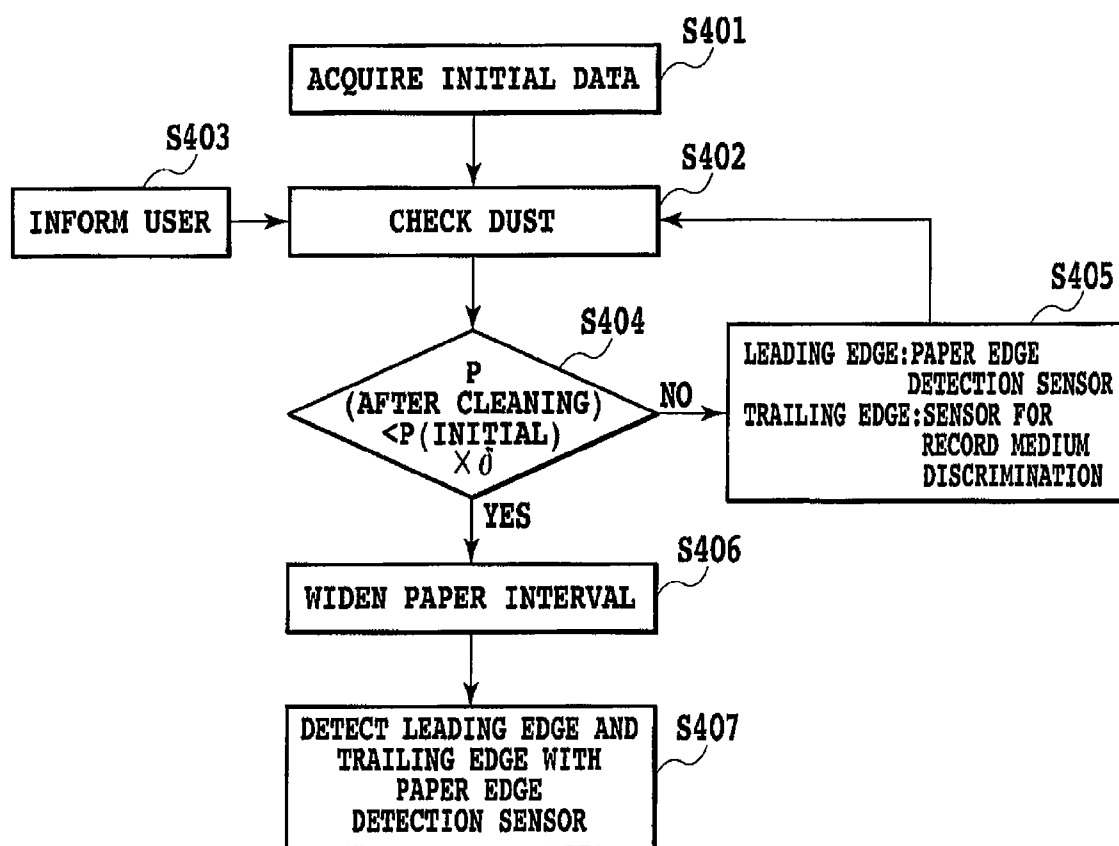 S401
ACQUIRE INITIAL DATA
S403
S402
INFORM USER
CHECK DUST
S404
S405
P
(AFTER CLEANING)
<P(INITIAL)
×δ
NO
LEADING EDGE:PAPER EDGE
DETECTION SENSOR
TRAILING EDGE:SENSOR FOR
RECORD MEDIUM
DISCRIMINATION
YES
S406
WIDEN PAPER INTERVAL
S407
DETECT LEADING EDGE AND
TRAILING EDGE WITH
PAPER EDGE
DETECTION SENSOR